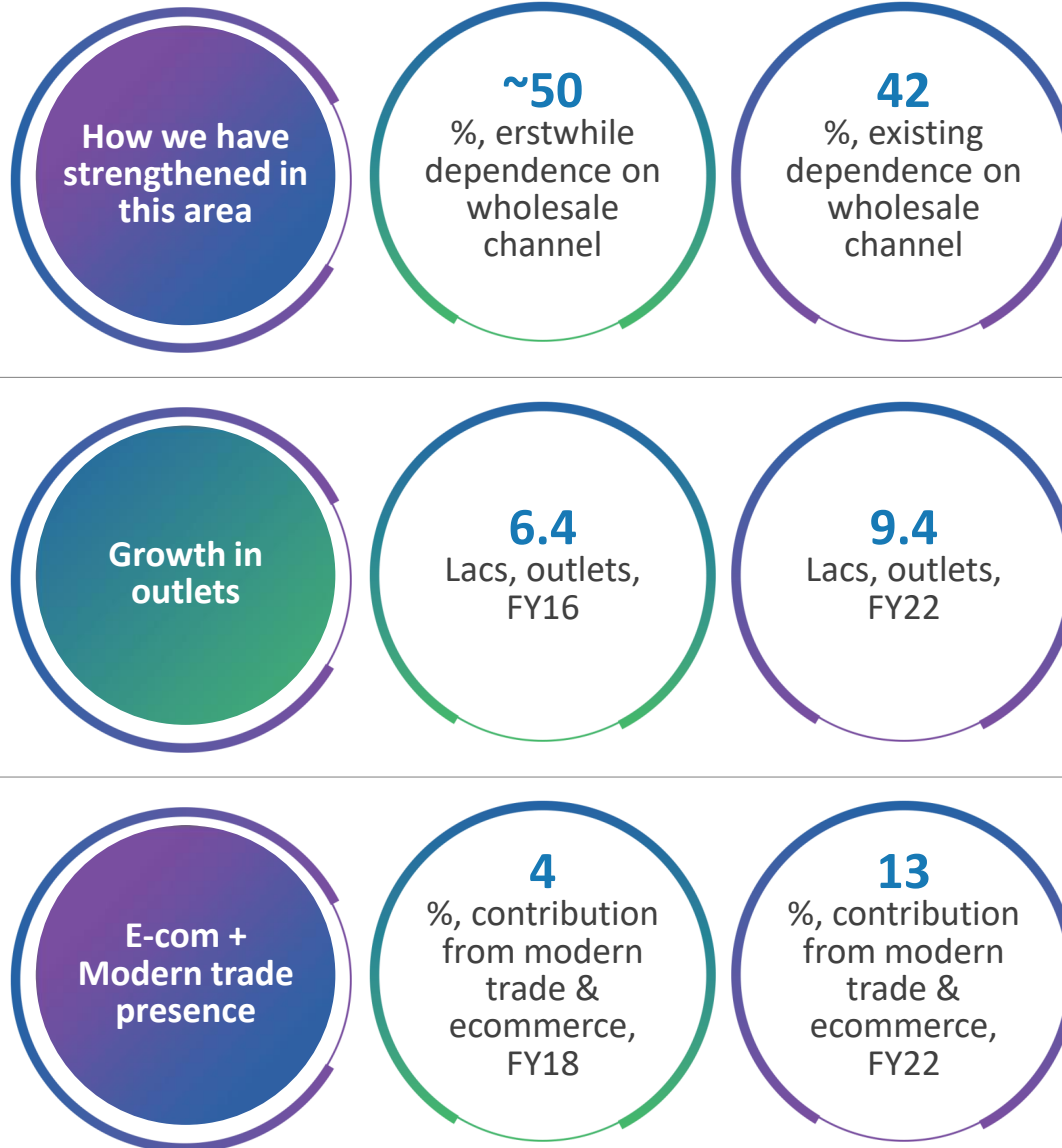 How we have
strengthened in
this area
~50
%, erstwhile
dependence on
wholesale
channel
42
%, existing
dependence on
wholesale
channel
Growth in
outlets
6.4
Lacs, outlets,
FY16
9.4
Lacs, outlets,
FY22
E-com +
Modern trade
presence
4
%, contribution
from modern
trade &
ecommerce,
FY18
13
%, contribution
from modern
trade &
ecommerce,
FY22